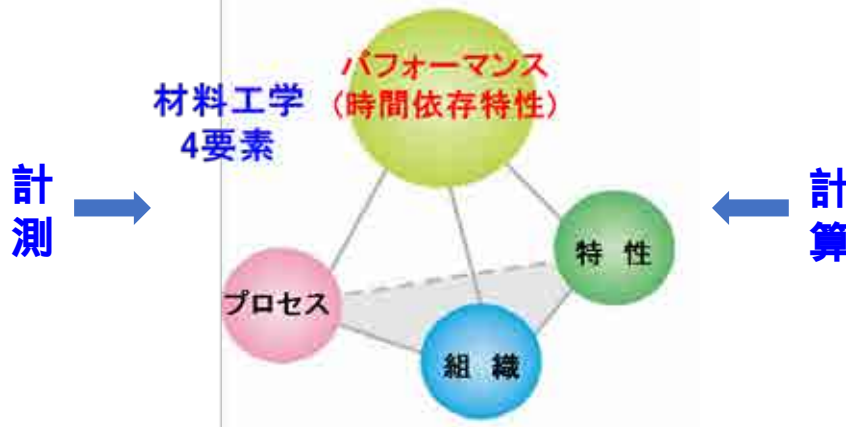 パフォーマンス
(時間依存特性)
材料工学
4要素
計測
計算
特 性
プロセス
組 織